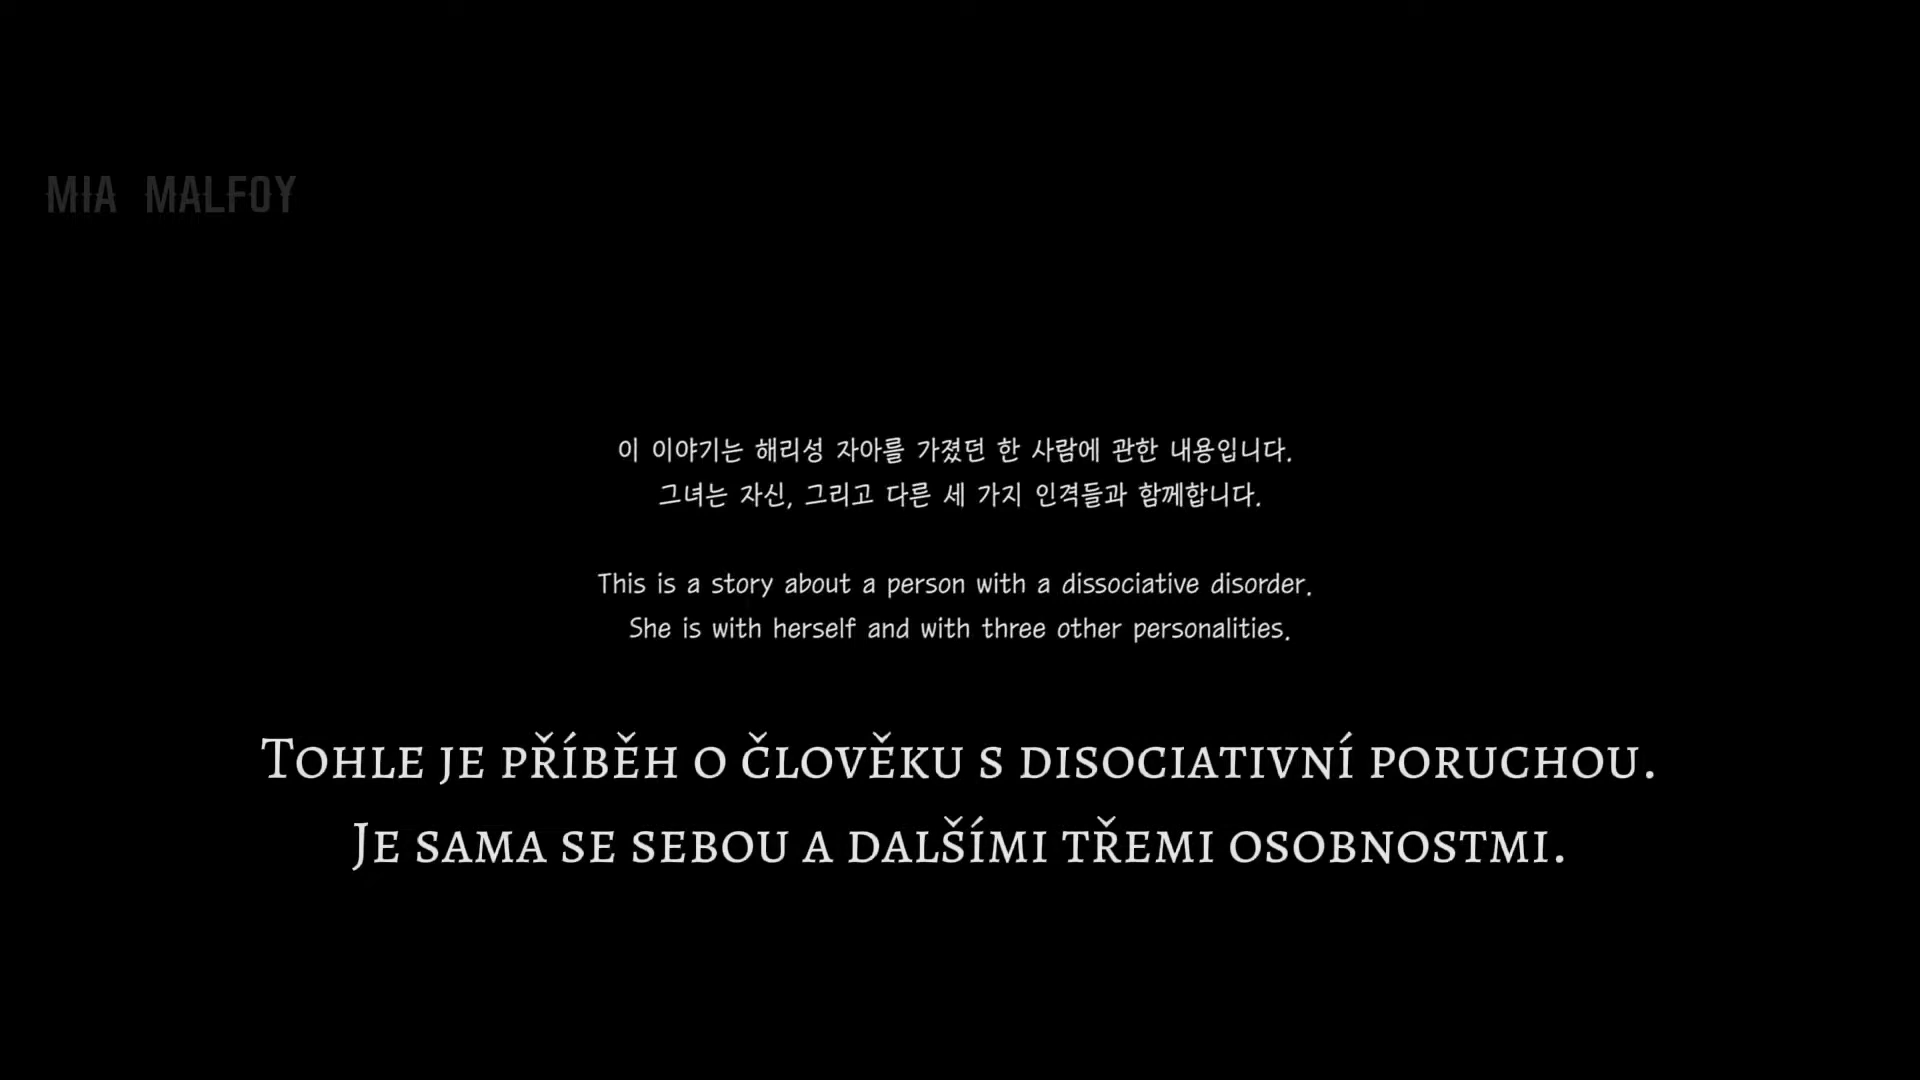 MIA MALFOY
이 이야기는 해리성 자아를 가졌던 한 사람에 관한 내용입니다.
그녀는 자신, 그리고 다른 세 가지 인격들과 함께합니다.
This is a story about a person with a dissociative disorder.
She is with herself and with three other personalities.
Tohle je příběh o člověku s disociativní poruchou.
Je sama se sebou a dalšími třemi osobnostmi.